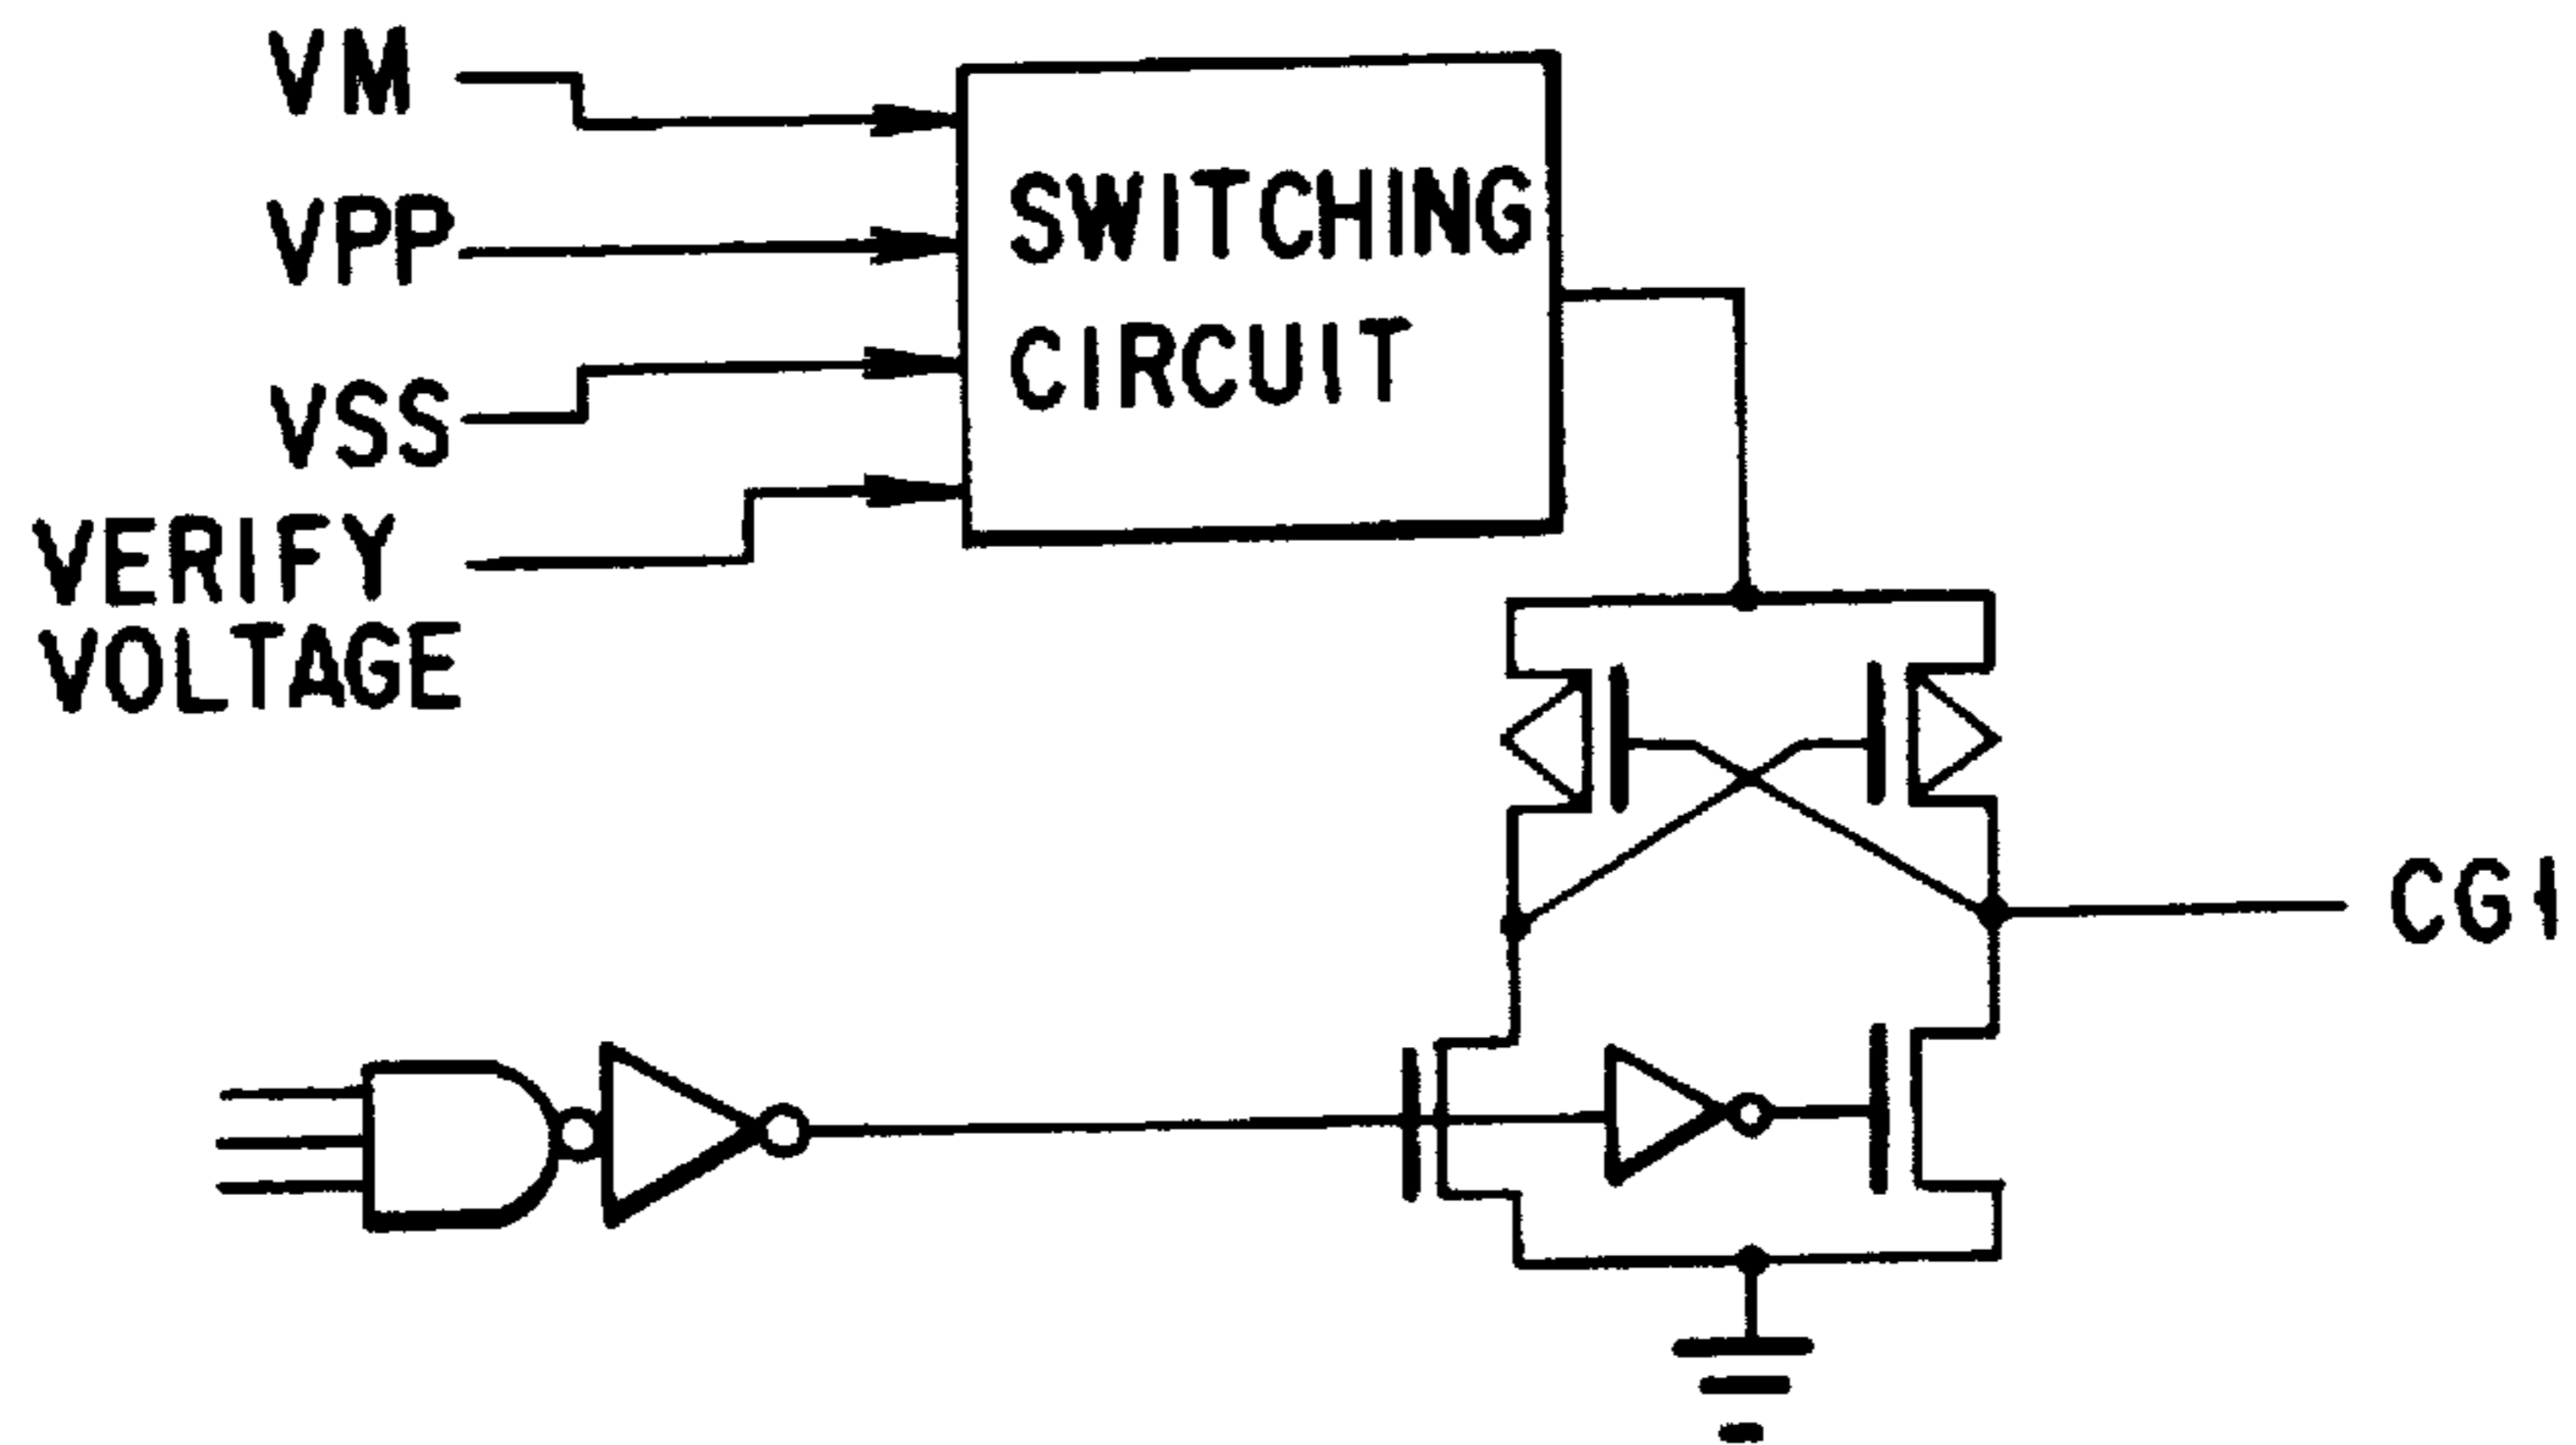 VM
VPP
VSS
VERIFY
VOLTAGE
SWITCHING
CIRCUIT
CG1